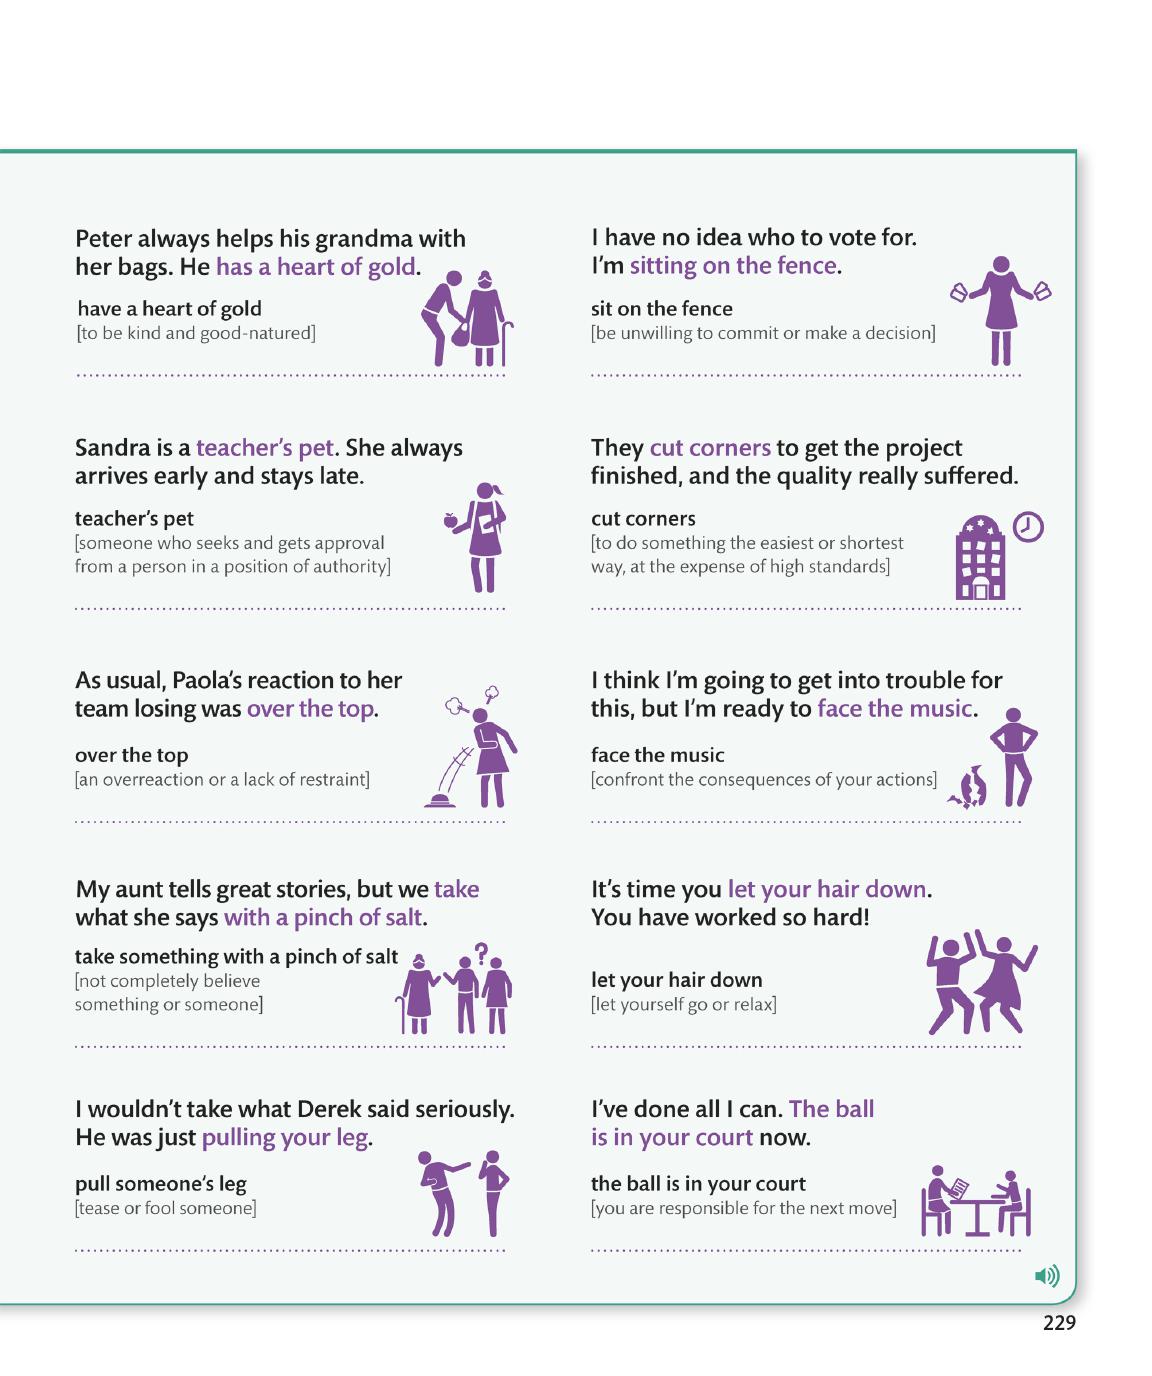 Peter always helps his grandma with
her bags. He has a heart of gold.
have a heart of gold
[to be kind and good-natured]
Sandra is a teacher's pet. She always
arrives early and stays late.
teacher's pet
[someone who seeks and gets approval
from a person in a position of authority]
As usual, Paola's reaction to her
team losing was over the top.
over the top
[an overreaction or a lack of restraint]
My aunt tells great stories, but we take
what she says with a pinch of salt.
take something with a pinch of salt
[not completely believe
something or someone]
?
I wouldn't take what Derek said seriously.
He was just pulling your leg.
pull someone's leg
[tease or fool someone]
I have no idea who to vote for.
I'm sitting on the fence.
sit on the fence
[be unwilling to commit or make a decision]
They cut corners to get the project
finished, and the quality really suffered.
cut corners
[to do something the easiest or shortest
way, at the expense of high standards]
I think I'm going to get into trouble for
this, but I'm ready to face the music.
face the music
[confront the consequences of your actions]
It's time you let your hair down.
You have worked so hard!
let your hair down
[let yourself go or relax]
I've done all I can. The ball
is in your court now.
the ball is in your court
[you are responsible for the next move]
229